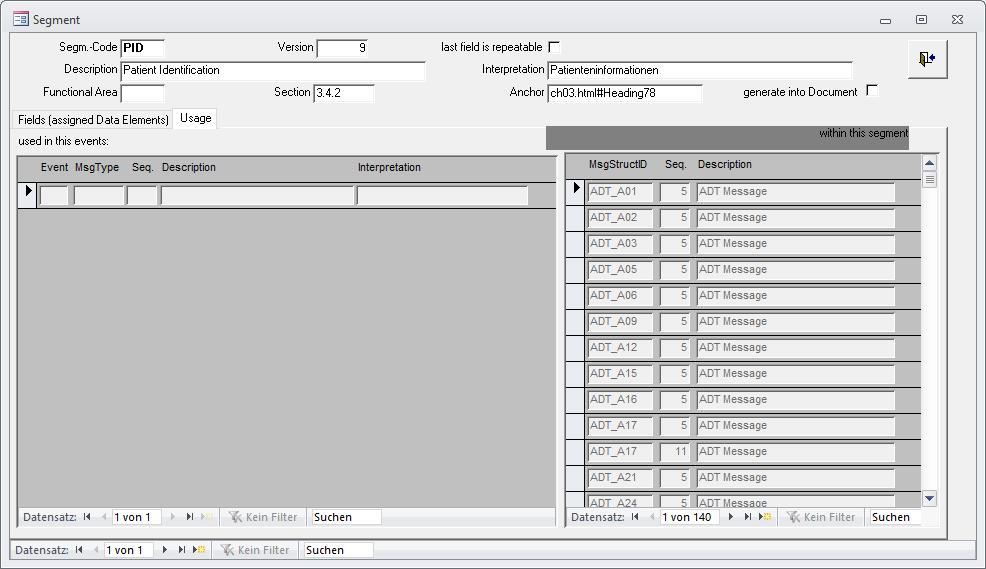 Segment
Segm.-Code PID Version 9 last field is repeatable
Description Patient Identification Interpretation Patienteninformationen
Functional Area Section 3.4.2 Anchor ch03.html#Heading78 generate into Document
Fields (assigned Data Elements) Usage
used in this events: within this segment
Event MsgType Seq. Description Interpretation
MsgStructID Seq. Description
ADT_A01 5 ADT Message
ADT_A02 5 ADT Message
ADT_A03 5 ADT Message
ADT_A05 5 ADT Message
ADT_A06 5 ADT Message
ADT_A09 5 ADT Message
ADT_A12 5 ADT Message
ADT_A15 5 ADT Message
ADT_A16 5 ADT Message
ADT_A17 5 ADT Message
ADT_A17 11 ADT Message
ADT_A21 5 ADT Message
ADT_A24 5 ADT Message
Datensatz: 1 von 1 Kein Filter Suchen
Datensatz: 1 von 140 Kein Filter Suchen
Datensatz: 1 von 1 Kein Filter Suchen